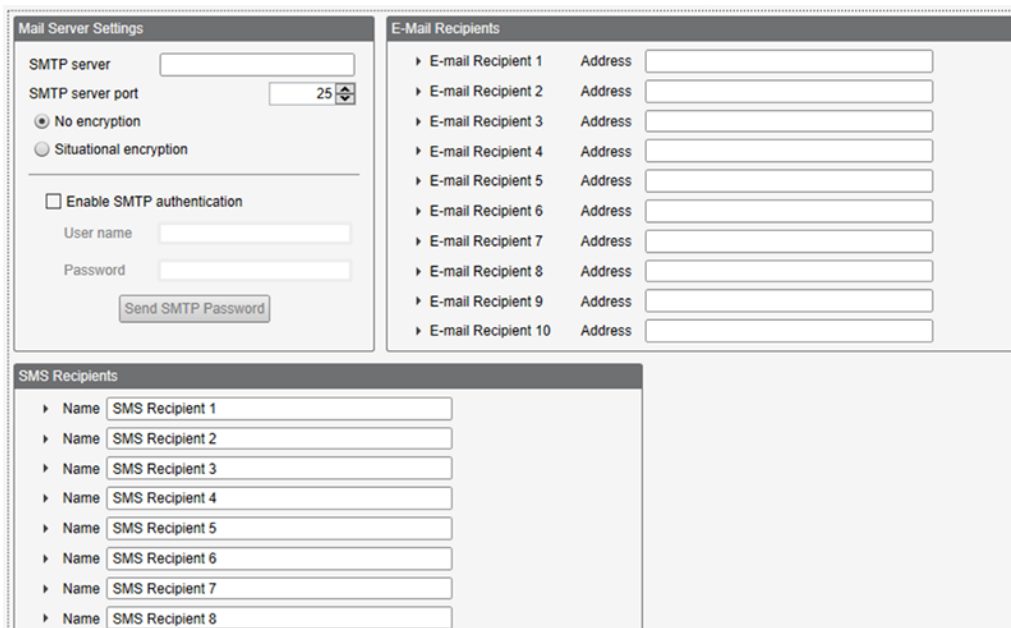 Mail Server Settings
SMTP server
SMTP server port 25
No encryption
Situational encryption
Enable SMTP authentication
User name
Password
Send SMTP Password
E-Mail Recipients
E-mail Recipient 1 Address
E-mail Recipient 2 Address
E-mail Recipient 3 Address
E-mail Recipient 4 Address
E-mail Recipient 5 Address
E-mail Recipient 6 Address
E-mail Recipient 7 Address
E-mail Recipient 8 Address
E-mail Recipient 9 Address
E-mail Recipient 10 Address
SMS Recipients
Name SMS Recipient 1
Name SMS Recipient 2
Name SMS Recipient 3
Name SMS Recipient 4
Name SMS Recipient 5
Name SMS Recipient 6
Name SMS Recipient 7
Name SMS Recipient 8